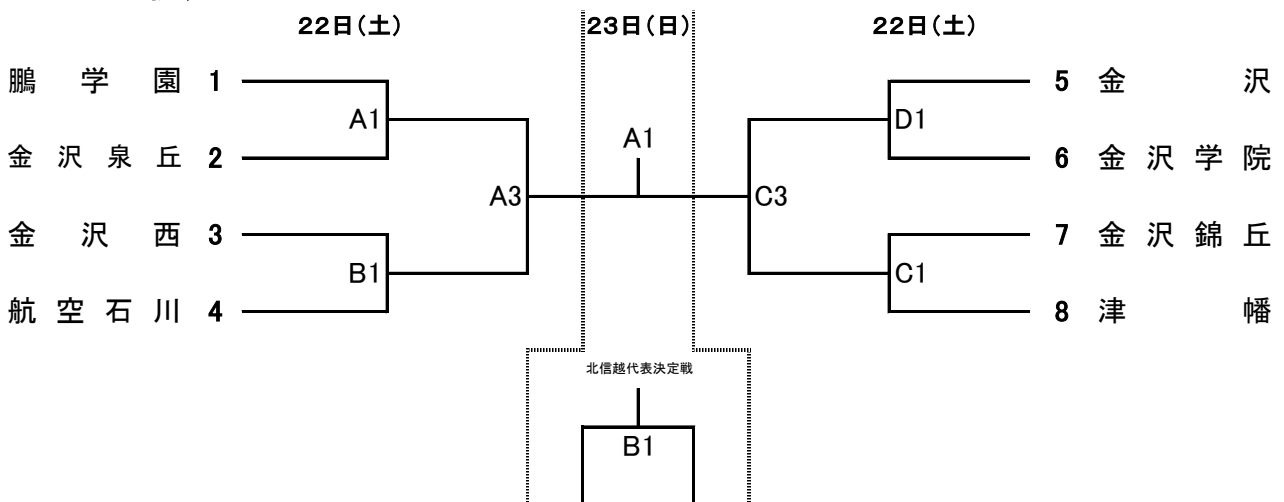 22日(土) 23日(日) 22日(土)
鵬学園 1
5 金沢
A1
D1
A1
金沢泉丘 2
6 金沢学院
A3
C3
金沢西 3
7 金沢錦丘
B1
C1
航空石川 4
8 津幡
北信越代表決定戦
B1